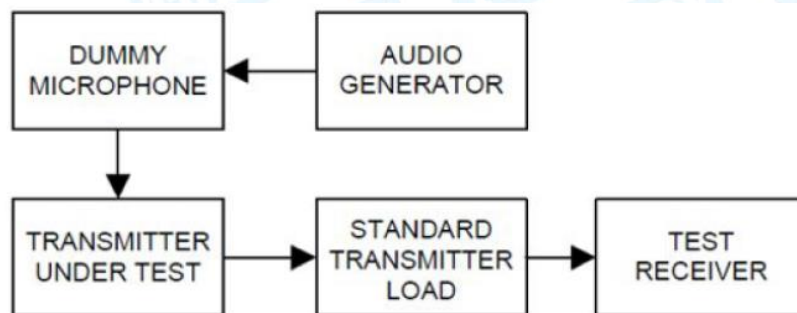 DUMMY
MICROPHONE
AUDIO
GENERATOR
TRANSMITTER
UNDER TEST
STANDARD
TRANSMITTER
LOAD
TEST
RECEIVER